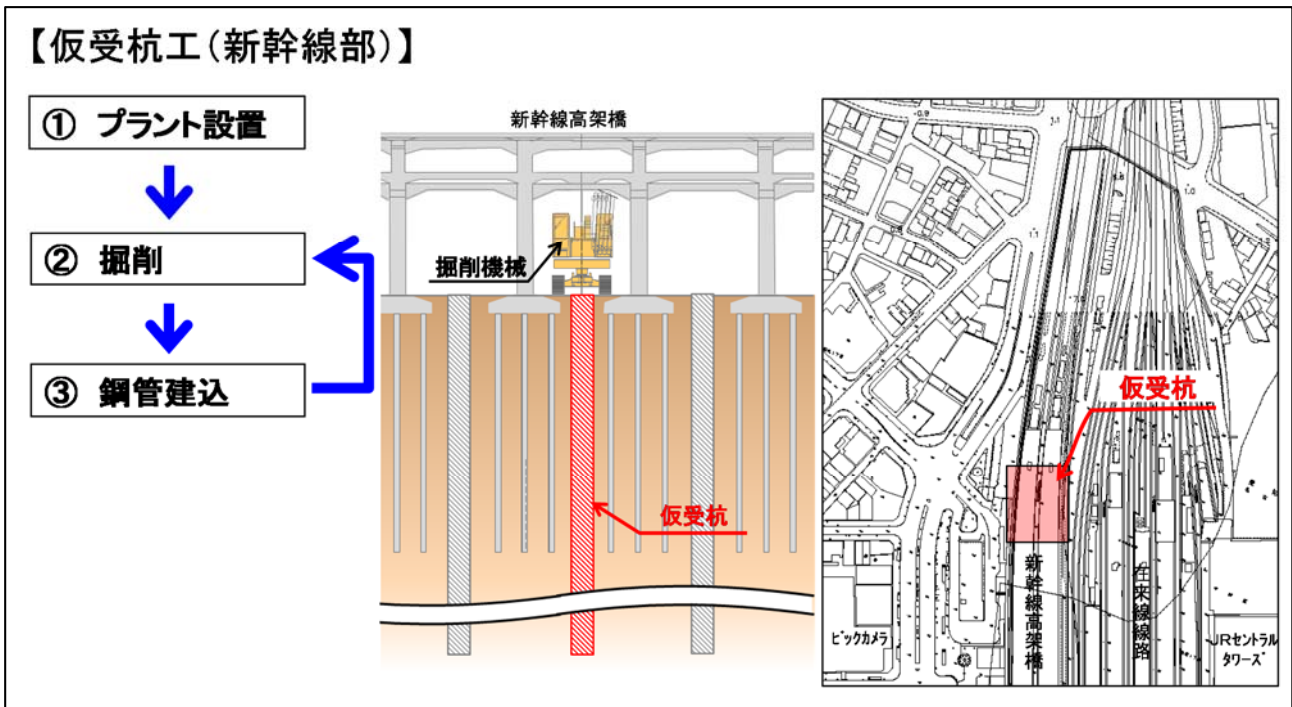 【仮受杭工(新幹線部)】
① プラント設置
② 掘削
③ 鋼管建込
新幹線高架橋
掘削機械
仮受杭
仮受杭
新幹線高架橋
在来線線路
ビックカメラ
JRセントラル
タワーズ